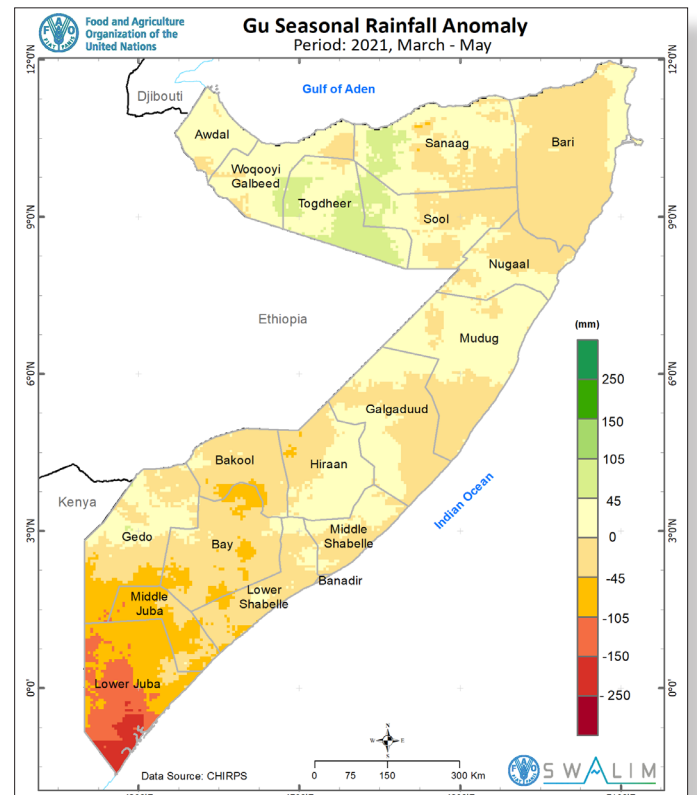 Food and Agriculture
Organization of the
United Nations
Gu Seasonal Rainfall Anomaly
Period: 2021, March - May
12°0'N
12°0'N
Djibouti
Gulf of Aden
Awdal
Sanaag
Bari
Woqooyi
Galbeed
Togdheer
9°0'N
9°0'N
Sool
Nugaal
Ethiopia
(mm)
Mudug
6°0'N
6°0'N
250
Galgaduud
150
Bakool
Hiraan
105
Kenya
Indian Ocean
45
3°0'N
3°0'N
Gedo
Bay
Middle
Shabelle
0
Banadir
-45
Middle
Juba
Lower
Shabelle
-105
-150
Lower Juba
0°0'
0°0'
- 250
N
W
E
S
Data Source: CHIRPS
0
75
150
300 Km
SWALIM